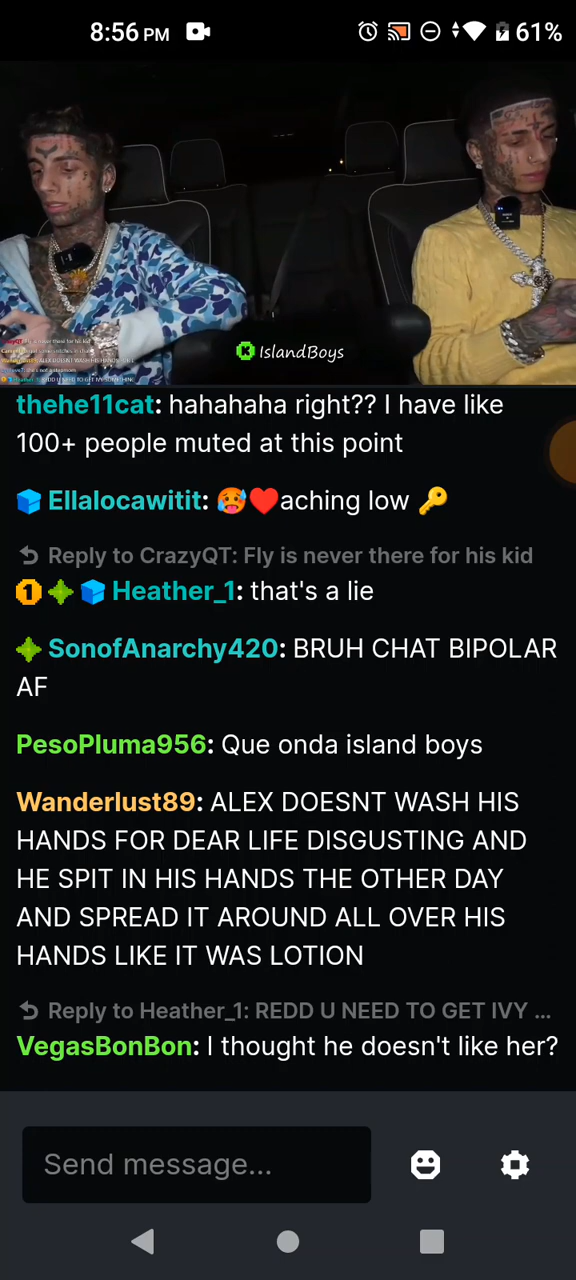 8:56 PM 61%
IslandBoys
thehe11cat: hahahaha right?? I have like
100+ people muted at this point
Ellalocawitit: 🥵❤️aching low 🔑
Reply to CrazyQT: Fly is never there for his kid
1 Heather_1: that's a lie
SonofAnarchy420: BRUH CHAT BIPOLAR
AF
PesoPluma956: Que onda island boys
Wanderlust89: ALEX DOESNT WASH HIS
HANDS FOR DEAR LIFE DISGUSTING AND
HE SPIT IN HIS HANDS THE OTHER DAY
AND SPREAD IT AROUND ALL OVER HIS
HANDS LIKE IT WAS LOTION
Reply to Heather_1: REDD U NEED TO GET IVY ...
VegasBonBon: I thought he doesn't like her?
Send message...